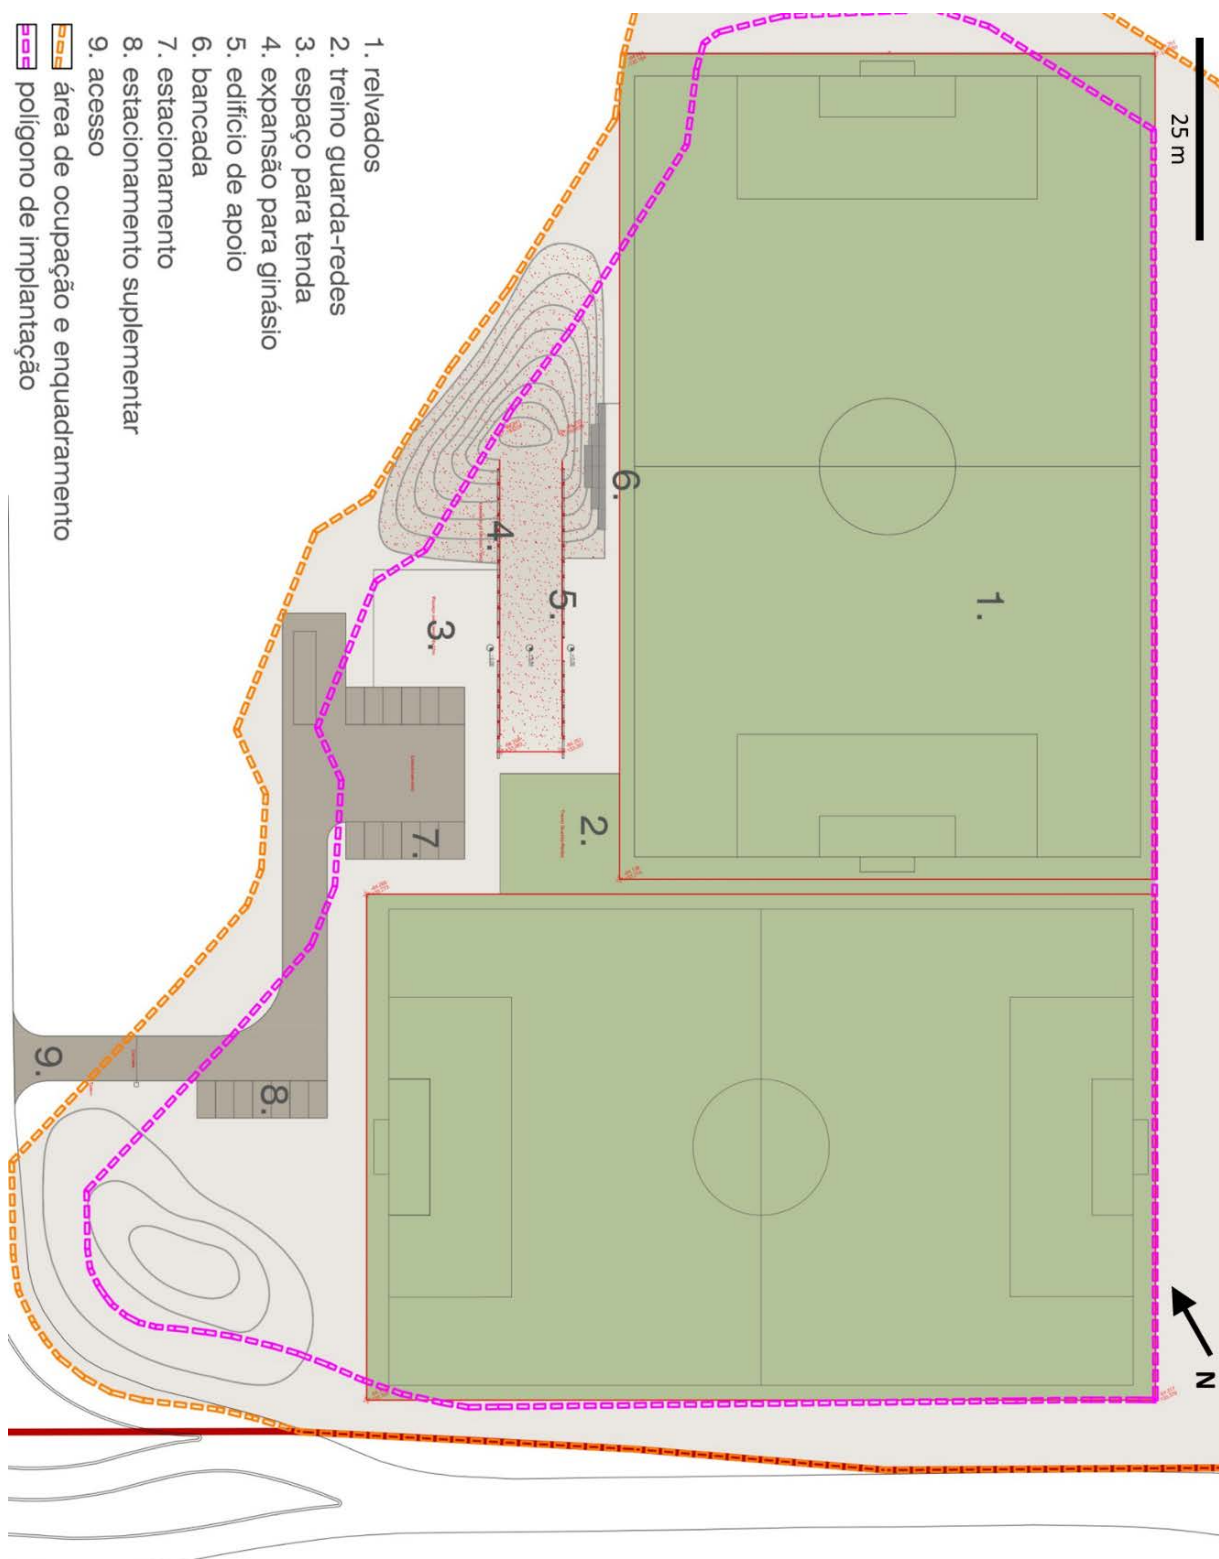 1. relvados
2. treino guarda-redes
3. espaço para tenda
4. expansão para ginásio
5. edifício de apoio
6. bancada
7. estacionamento
8. estacionamento suplementar
9. acesso
área de ocupação e enquadramento
polígono de implantação
25 m
1.
6.
5.
4.
3.
2.
7.
8.
9.
N